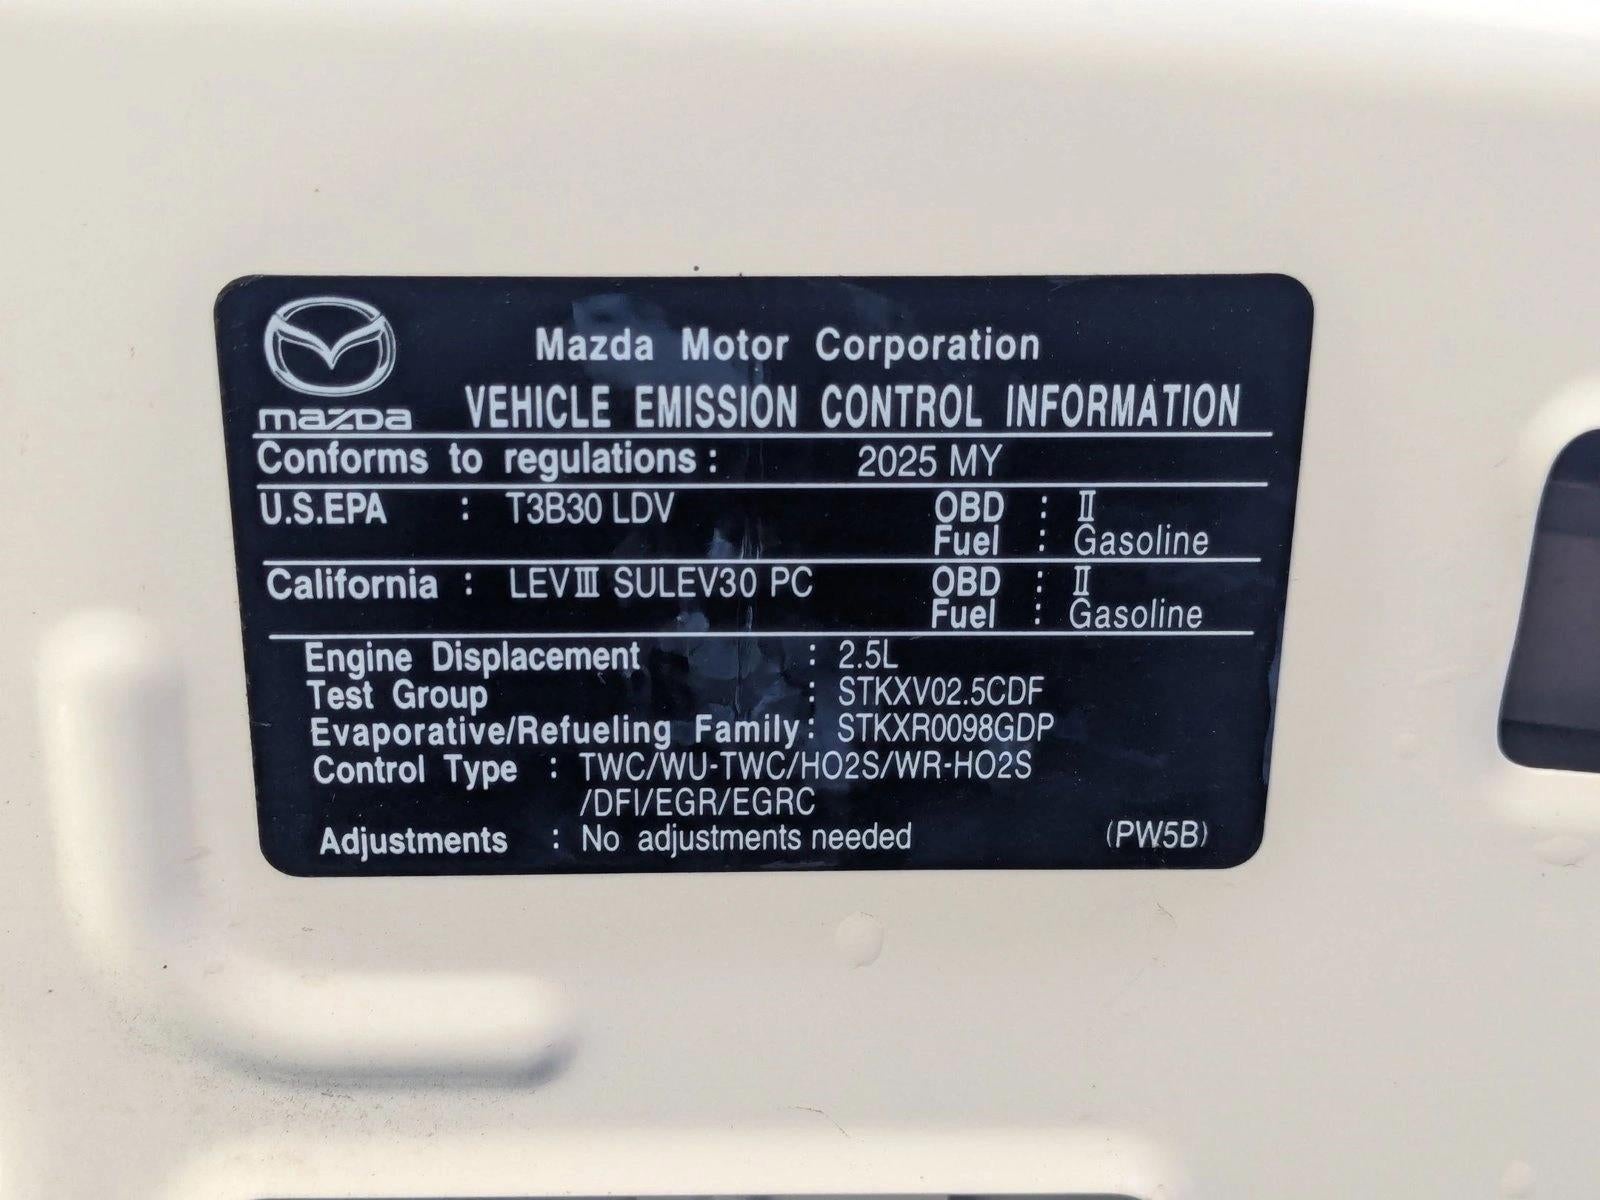 Mazda Motor Corporation
mazda VEHICLE EMISSION CONTROL INFORMATION
Conforms to regulations : 2025 MY
U.S.EPA : T3B30 LDV OBD : Ⅱ
Fuel : Gasoline
California : LEVⅢ SULEV30 PC OBD : Ⅱ
Fuel : Gasoline
Engine Displacement : 2.5L
Test Group : STKXV02.5CDF
Evaporative/Refueling Family : STKXR0098GDP
Control Type : TWC/WU-TWC/HO2S/WR-HO2S
/DFI/EGR/EGRC
Adjustments : No adjustments needed (PW5B)